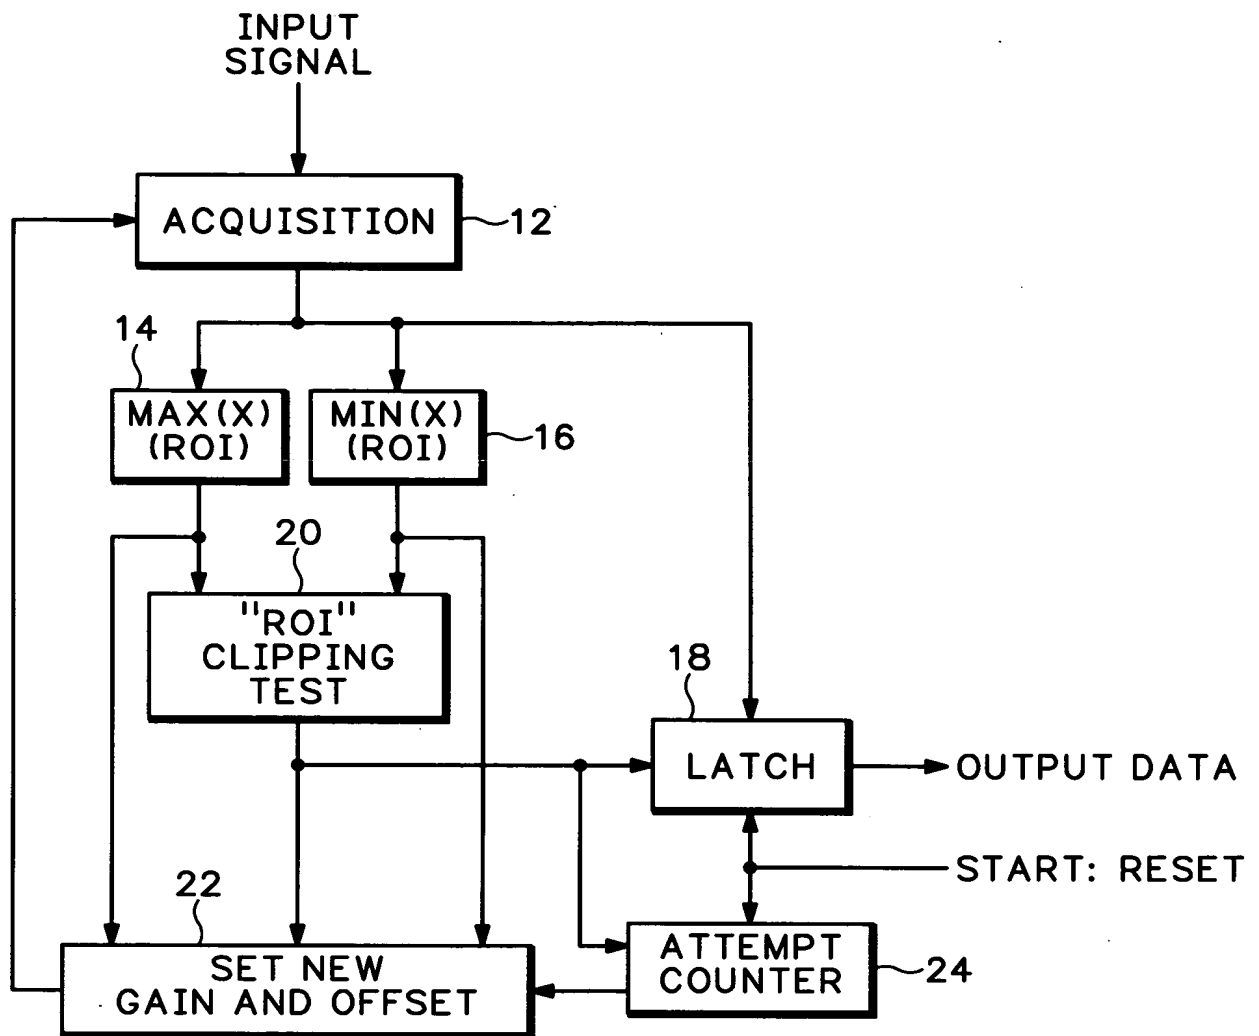 INPUT
SIGNAL
ACQUISITION
12
14
MAX(X)
(ROI)
MIN(X)
(ROI)
16
20
"ROI"
CLIPPING
TEST
18
LATCH
OUTPUT DATA
START: RESET
22
SET NEW
GAIN AND OFFSET
ATTEMPT
COUNTER
24